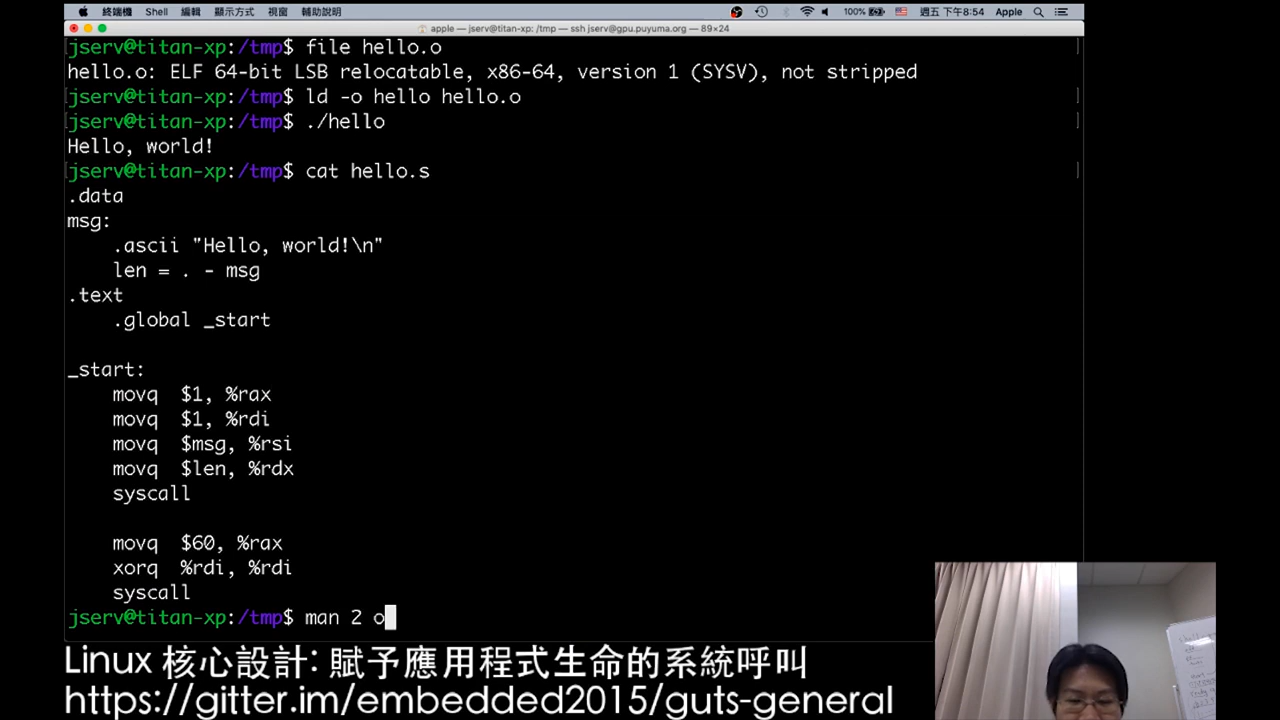 終端機 Shell 編輯 顯示方式 視窗 輔助說明 100% 週五 下午8:54 Apple
apple — jserv@titan-xp: /tmp — ssh jserv@gpu.puyuma.org — 89×24
jserv@titan-xp:/tmp$ file hello.o
hello.o: ELF 64-bit LSB relocatable, x86-64, version 1 (SYSV), not stripped
jserv@titan-xp:/tmp$ ld -o hello hello.o
jserv@titan-xp:/tmp$ ./hello
Hello, world!
jserv@titan-xp:/tmp$ cat hello.s
.data
msg:
.ascii "Hello, world!\n"
len = . - msg
.text
.global _start
_start:
movq $1, %rax
movq $1, %rdi
movq $msg, %rsi
movq $len, %rdx
syscall
movq $60, %rax
xorq %rdi, %rdi
syscall
jserv@titan-xp:/tmp$ man 2 o
Linux 核心設計: 賦予應用程式生命的系統呼叫
https://gitter.im/embedded2015/guts-general